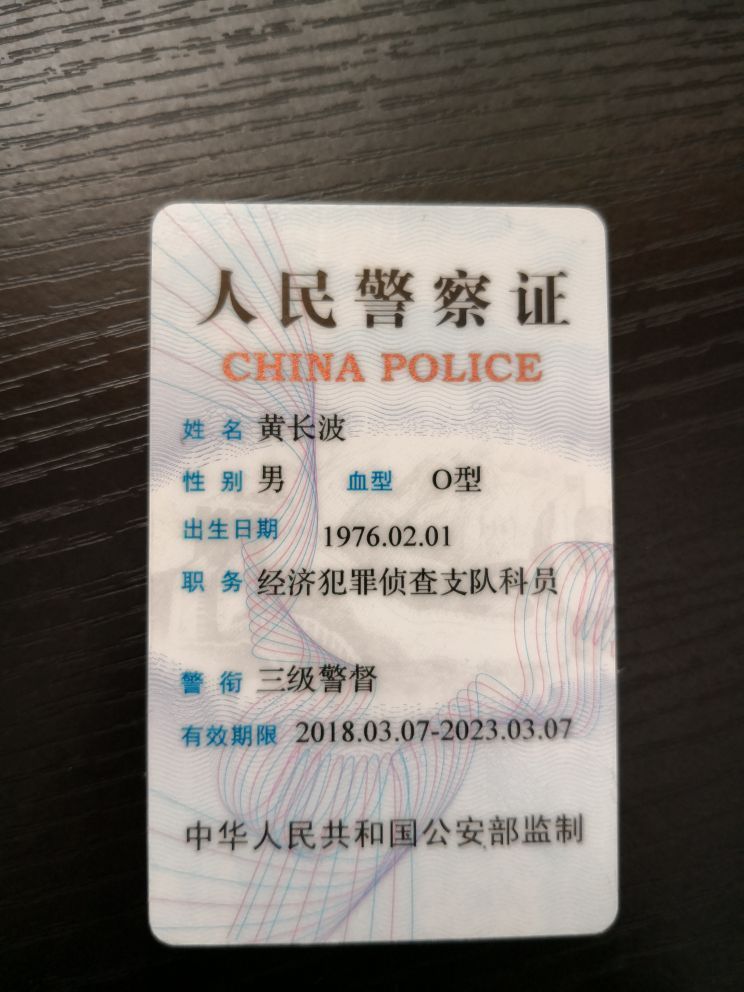 人民警察证
CHINA POLICE
姓名 黄长波
性别 男 血型 O型
出生日期 1976.02.01
职务 经济犯罪侦查支队科员
警衔 三级警督
有效期限 2018.03.07-2023.03.07
中华人民共和国公安部监制